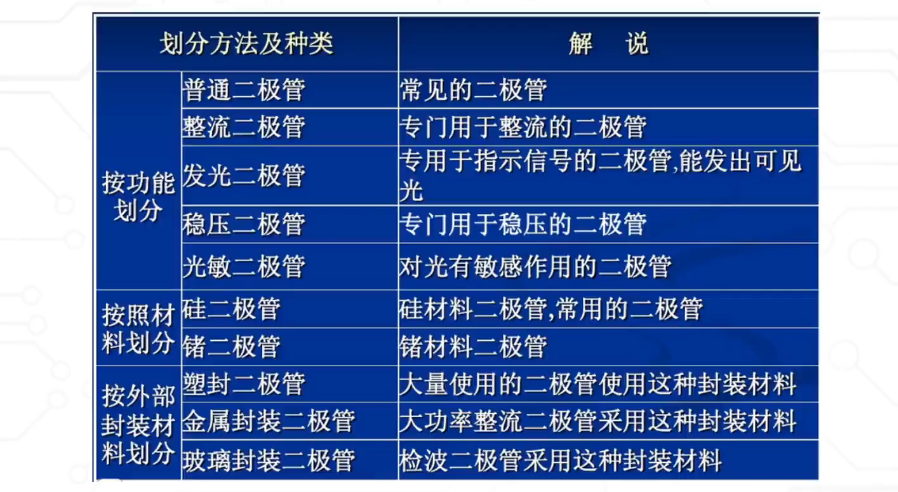 划分方法及种类
解 说
按功能
划分
普通二极管
常见的二极管
整流二极管
专门用于整流的二极管
发光二极管
专用于指示信号的二极管,能发出可见
光
稳压二极管
专门用于稳压的二极管
光敏二极管
对光有敏感作用的二极管
按照材
料划分
硅二极管
硅材料二极管,常用的二极管
锗二极管
锗材料二极管
按外部
封装材
料划分
塑封二极管
大量使用的二极管使用这种封装材料
金属封装二极管
大功率整流二极管采用这种封装材料
玻璃封装二极管
检波二极管采用这种封装材料